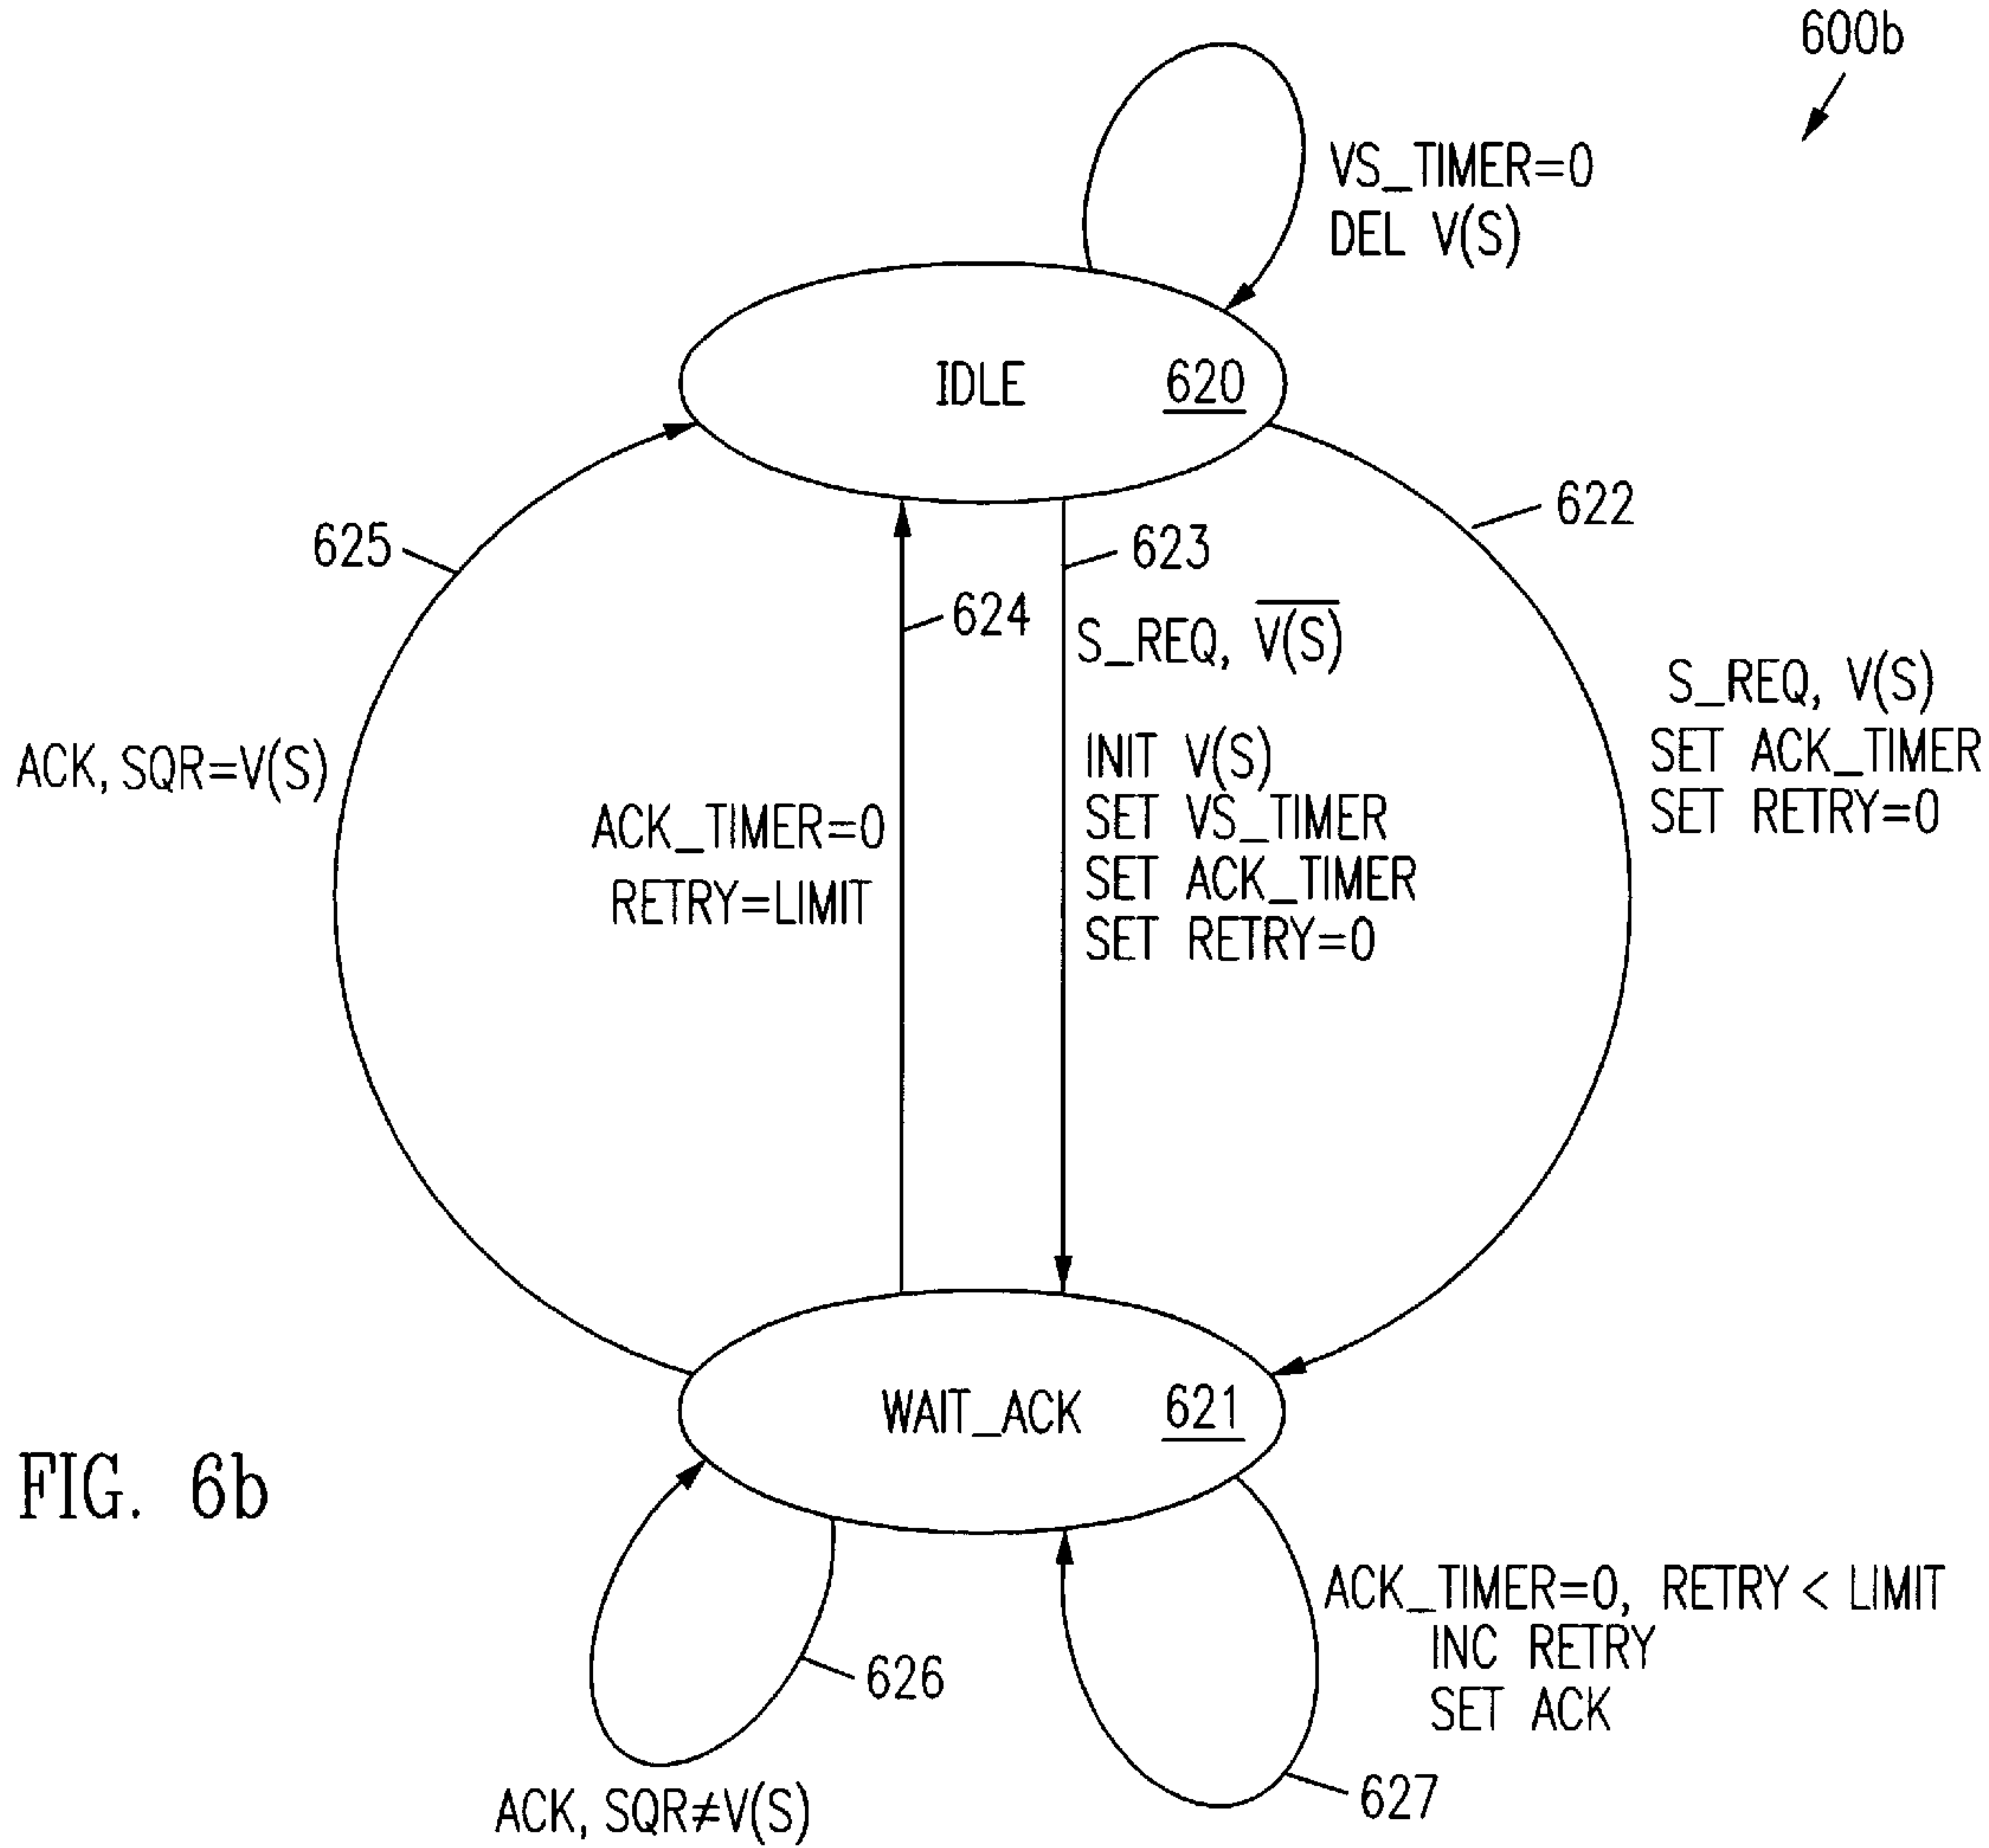 600b
VS_TIMER=0
DEL V(S)
IDLE 620
622
625
623
624
S_REQ, V̅(̅S̅)̅
S_REQ, V(S)
SET ACK_TIMER
SET RETRY=0
ACK, SQR=V(S)
INIT V(S)
SET VS_TIMER
SET ACK_TIMER
SET RETRY=0
ACK_TIMER=0
RETRY=LIMIT
WAIT_ACK 621
FIG. 6b
ACK_TIMER=0, RETRY < LIMIT
INC RETRY
SET ACK
626
627
ACK, SQR≠V(S)